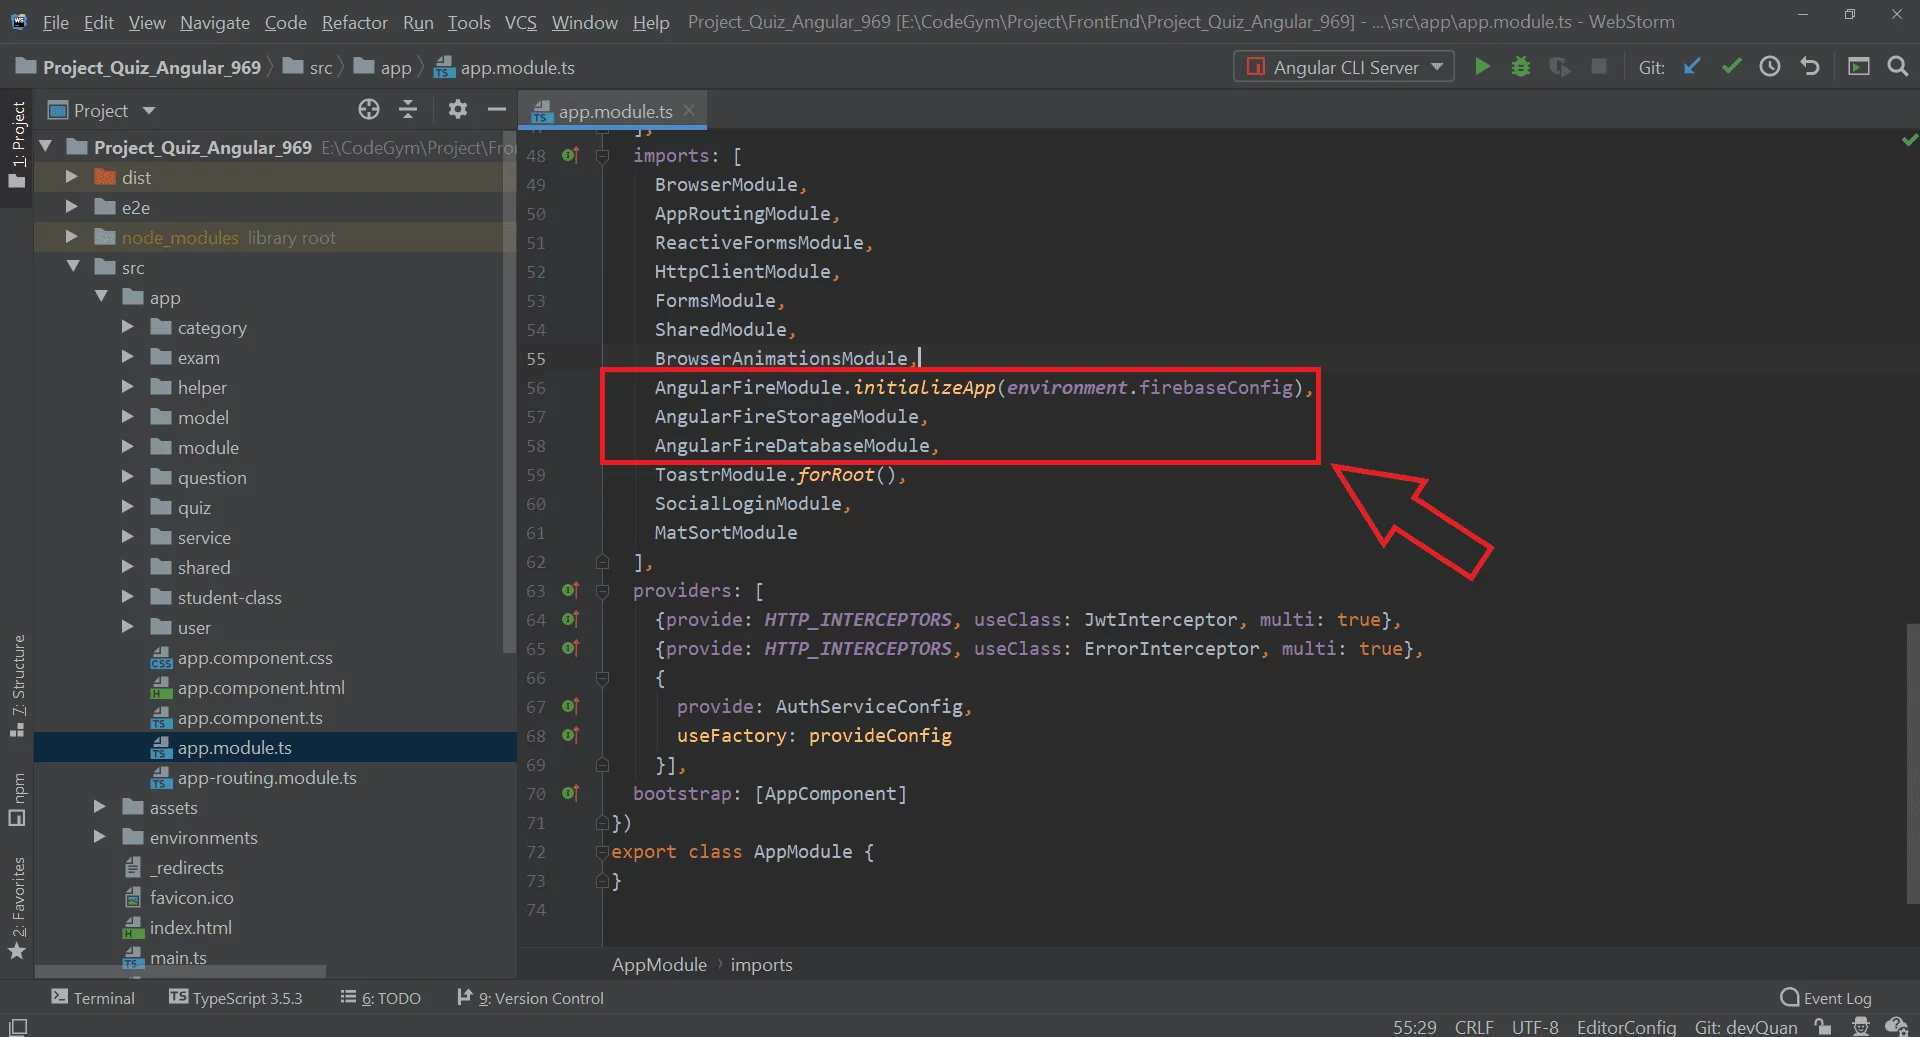 File Edit View Navigate Code Refactor Run Tools VCS Window Help Project_Quiz_Angular_969 [E:\CodeGym\Project\FrontEnd\Project_Quiz_Angular_969] - ...\src\app\app.module.ts - WebStorm
Project_Quiz_Angular_969 src app app.module.ts Angular CLI Server Git:
1: Project
7: Structure
npm
2: Favorites
Project
Project_Quiz_Angular_969 E:\CodeGym\Project\Fro
dist
e2e
node_modules library root
src
app
category
exam
helper
model
module
question
quiz
service
shared
student-class
user
app.component.css
app.component.html
app.component.ts
app.module.ts
app-routing.module.ts
assets
environments
_redirects
favicon.ico
index.html
main.ts
app.module.ts
],
48 imports: [
49 BrowserModule,
50 AppRoutingModule,
51 ReactiveFormsModule,
52 HttpClientModule,
53 FormsModule,
54 SharedModule,
55 BrowserAnimationsModule,
56 AngularFireModule.initializeApp(environment.firebaseConfig),
57 AngularFireStorageModule,
58 AngularFireDatabaseModule,
59 ToastrModule.forRoot(),
60 SocialLoginModule,
61 MatSortModule
62 ],
63 providers: [
64 {provide: HTTP_INTERCEPTORS, useClass: JwtInterceptor, multi: true},
65 {provide: HTTP_INTERCEPTORS, useClass: ErrorInterceptor, multi: true},
66 {
67 provide: AuthServiceConfig,
68 useFactory: provideConfig
69 }],
70 bootstrap: [AppComponent]
71 })
72 export class AppModule {
73 }
74
AppModule › imports
Terminal TypeScript 3.5.3 6: TODO 9: Version Control Event Log
55:29 CRLF UTF-8 EditorConfig Git: devQuan